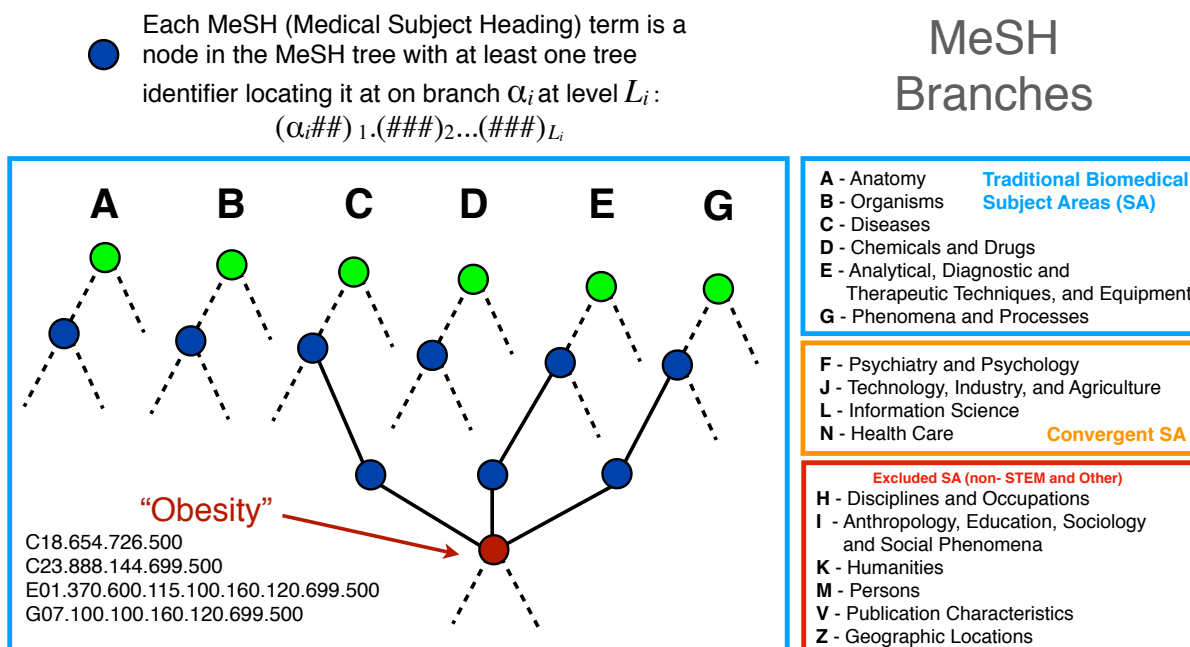 Each MeSH (Medical Subject Heading) term is a
node in the MeSH tree with at least one tree
identifier locating it at on branch αi at level Li :
(αi##) 1.(###)2...(###)Li
MeSH
Branches
A B C D E G
"Obesity"
C18.654.726.500
C23.888.144.699.500
E01.370.600.115.100.160.120.699.500
G07.100.100.160.120.699.500
Traditional Biomedical
Subject Areas (SA)
A - Anatomy
B - Organisms
C - Diseases
D - Chemicals and Drugs
E - Analytical, Diagnostic and
Therapeutic Techniques, and Equipment
G - Phenomena and Processes
F - Psychiatry and Psychology
J - Technology, Industry, and Agriculture
L - Information Science
N - Health Care
Convergent SA
Excluded SA (non- STEM and Other)
H - Disciplines and Occupations
I - Anthropology, Education, Sociology
and Social Phenomena
K - Humanities
M - Persons
V - Publication Characteristics
Z - Geographic Locations